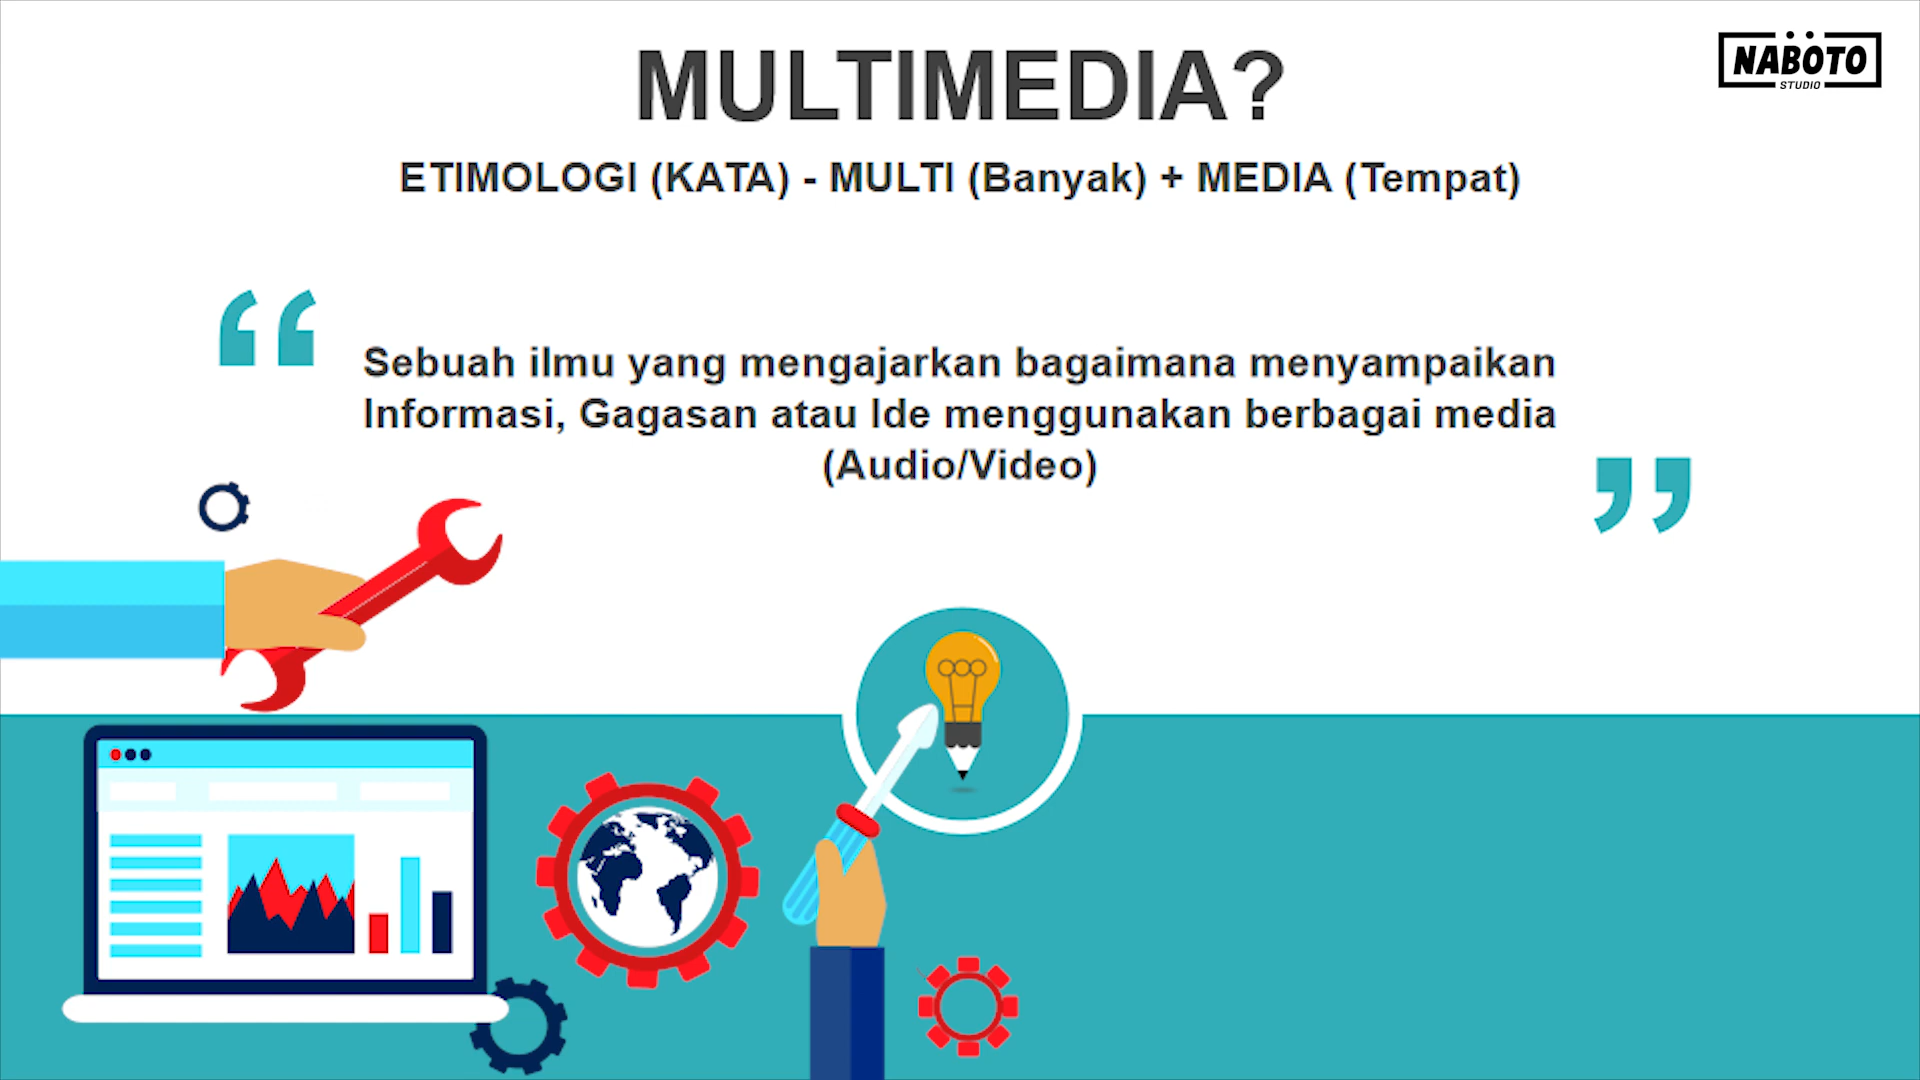 MULTIMEDIA?
NABOTO
STUDIO
ETIMOLOGI (KATA) - MULTI (Banyak) + MEDIA (Tempat)
“
Sebuah ilmu yang mengajarkan bagaimana menyampaikan
Informasi, Gagasan atau Ide menggunakan berbagai media
(Audio/Video)
”